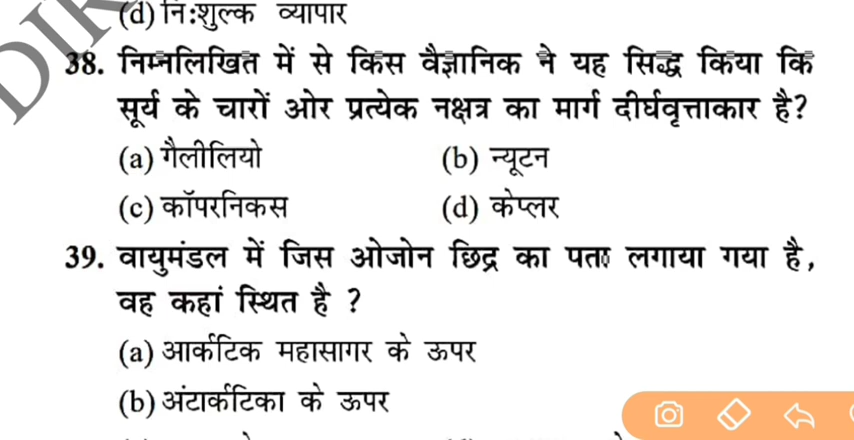 (d) निःशुल्क व्यापार
38. निम्नलिखित में से किस वैज्ञानिक ने यह सिद्ध किया कि
सूर्य के चारों ओर प्रत्येक नक्षत्र का मार्ग दीर्घवृत्ताकार है?
(a) गैलीलियो (b) न्यूटन
(c) कॉपरनिकस (d) केप्लर
39. वायुमंडल में जिस ओजोन छिद्र का पता लगाया गया है,
वह कहां स्थित है ?
(a) आर्कटिक महासागर के ऊपर
(b) अंटार्कटिका के ऊपर